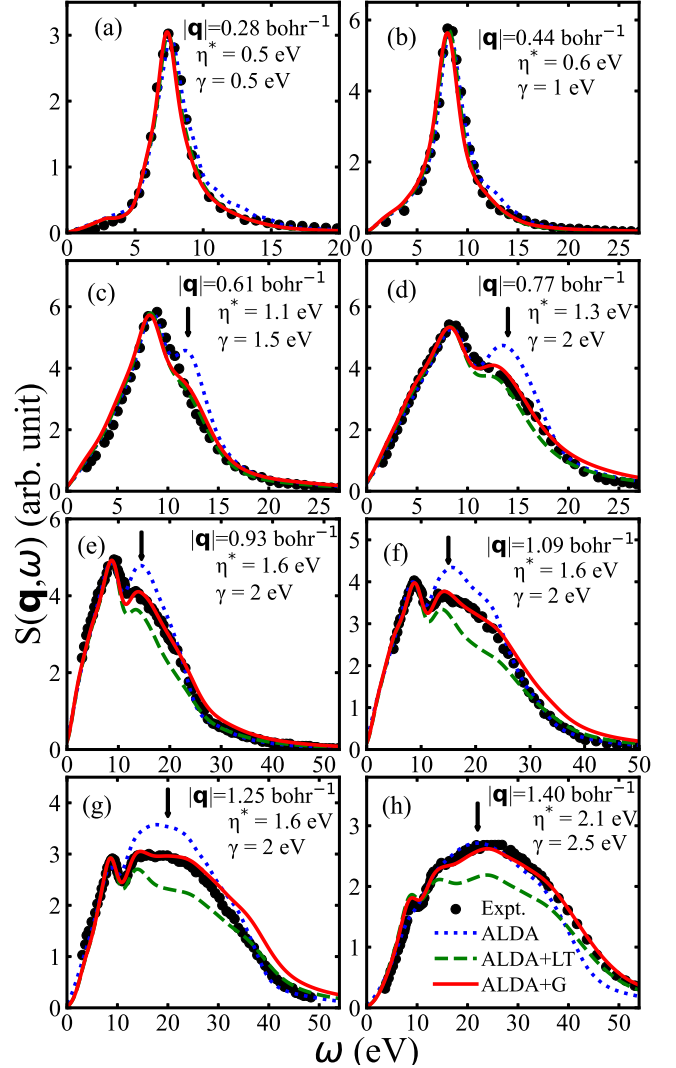 S(q,ω) (arb. unit)
(a)
|q|=0.28 bohr⁻¹
η* = 0.5 eV
γ = 0.5 eV
3
2
1
0
0 5 10 15 20
(b)
|q|=0.44 bohr⁻¹
η* = 0.6 eV
γ = 1 eV
6
4
2
0
0 5 10 15 20 25
(c)
|q|=0.61 bohr⁻¹
η* = 1.1 eV
γ = 1.5 eV
6
4
2
0
0 5 10 15 20 25
(d)
|q|=0.77 bohr⁻¹
η* = 1.3 eV
γ = 2 eV
6
4
2
0
0 5 10 15 20 25
(e)
|q|=0.93 bohr⁻¹
η* = 1.6 eV
γ = 2 eV
6
4
2
0
0 10 20 30 40 50
(f)
|q|=1.09 bohr⁻¹
η* = 1.6 eV
γ = 2 eV
5
4
3
2
1
0
0 10 20 30 40 50
(g)
|q|=1.25 bohr⁻¹
η* = 1.6 eV
γ = 2 eV
4
3
2
1
0
0 10 20 30 40 50
(h)
|q|=1.40 bohr⁻¹
η* = 2.1 eV
γ = 2.5 eV
4
3
2
1
0
0 10 20 30 40 50
Expt.
ALDA
ALDA+LT
ALDA+G
ω (eV)